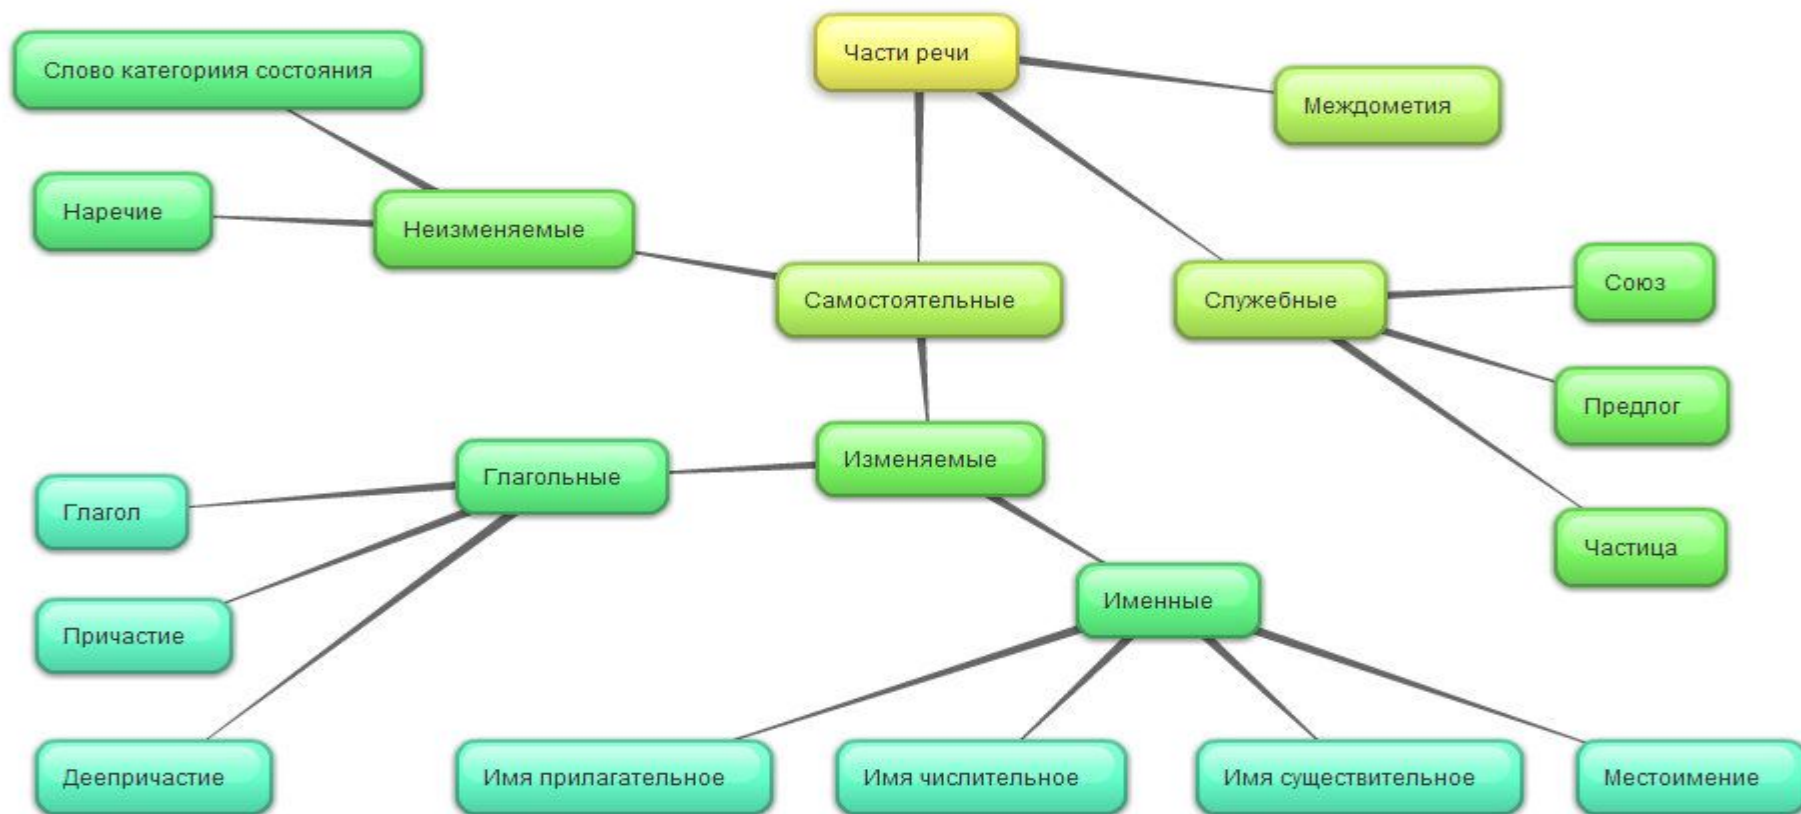 Части речи
Слово категориия состояния
Междометия
Наречие
Неизменяемые
Самостоятельные
Служебные
Союз
Предлог
Изменяемые
Глагольные
Глагол
Частица
Именные
Причастие
Деепричастие
Имя прилагательное
Имя числительное
Имя существительное
Местоимение